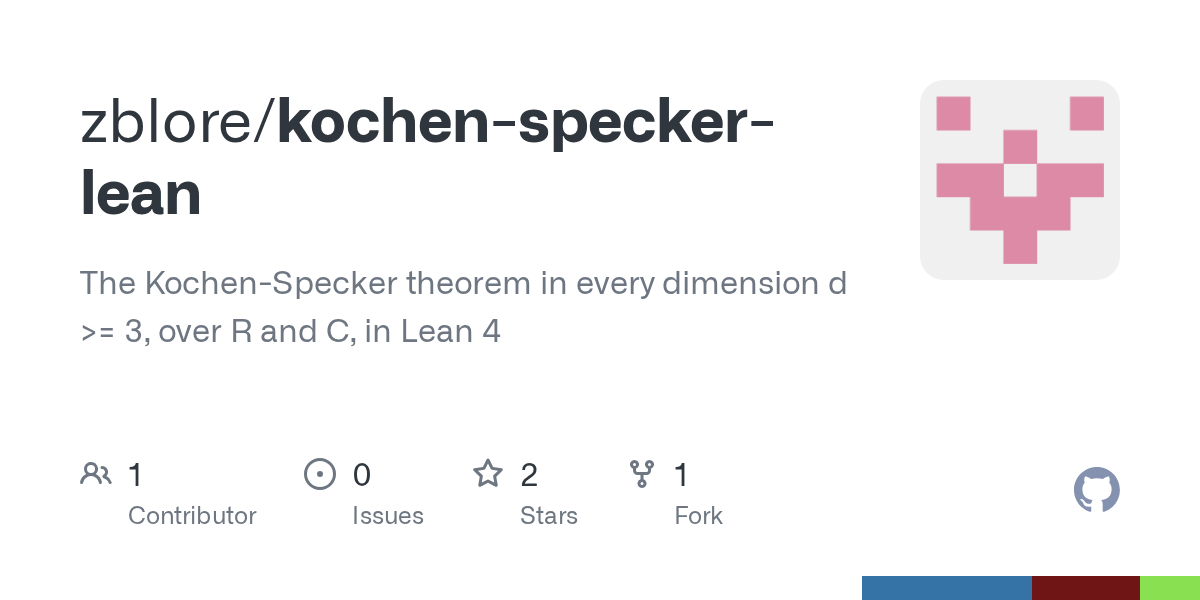 zblore/kochen-specker-
lean
The Kochen-Specker theorem in every dimension d
>= 3, over R and C, in Lean 4
1 0 2 1
Contributor Issues Stars Fork